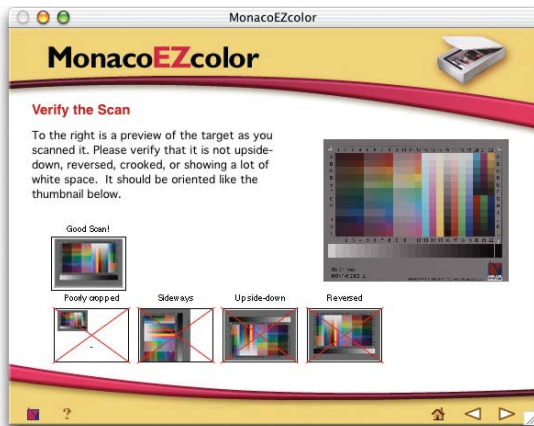 MonacoEZcolor
MonacoEZcolor
Verify the Scan
To the right is a preview of the target as you
scanned it. Please verify that it is not upside-
down, reversed, crooked, or showing a lot of
white space. It should be oriented like the
thumbnail below.
Good Scan!
Poorly cropped
Sideways
Upside-down
Reversed
?